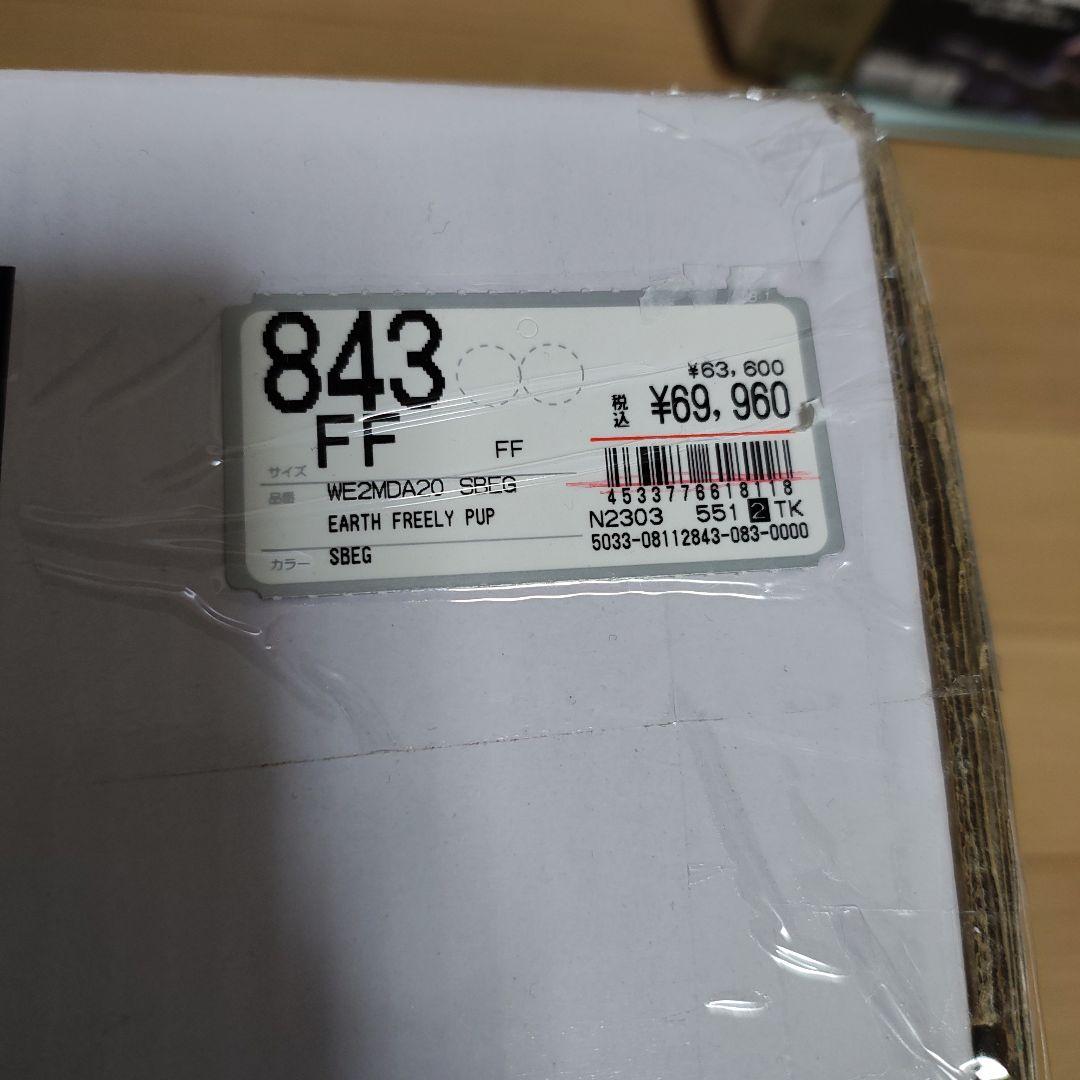 843
FF
¥63,600
税込 ¥69,960
サイズ FF
品番 WE2MDA20 SBEG
EARTH FREELY PUP
カラー SBEG
4533776618118
N2303 551 2 TK
5033-08112843-083-0000